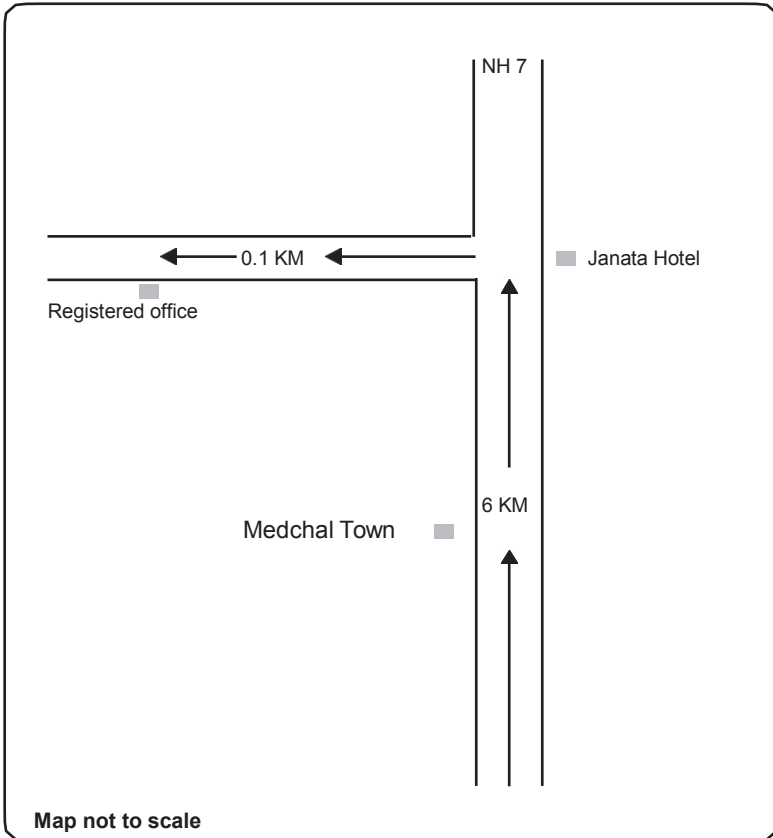 NH 7
0.1 KM
Janata Hotel
Registered office
6 KM
Medchal Town
Map not to scale